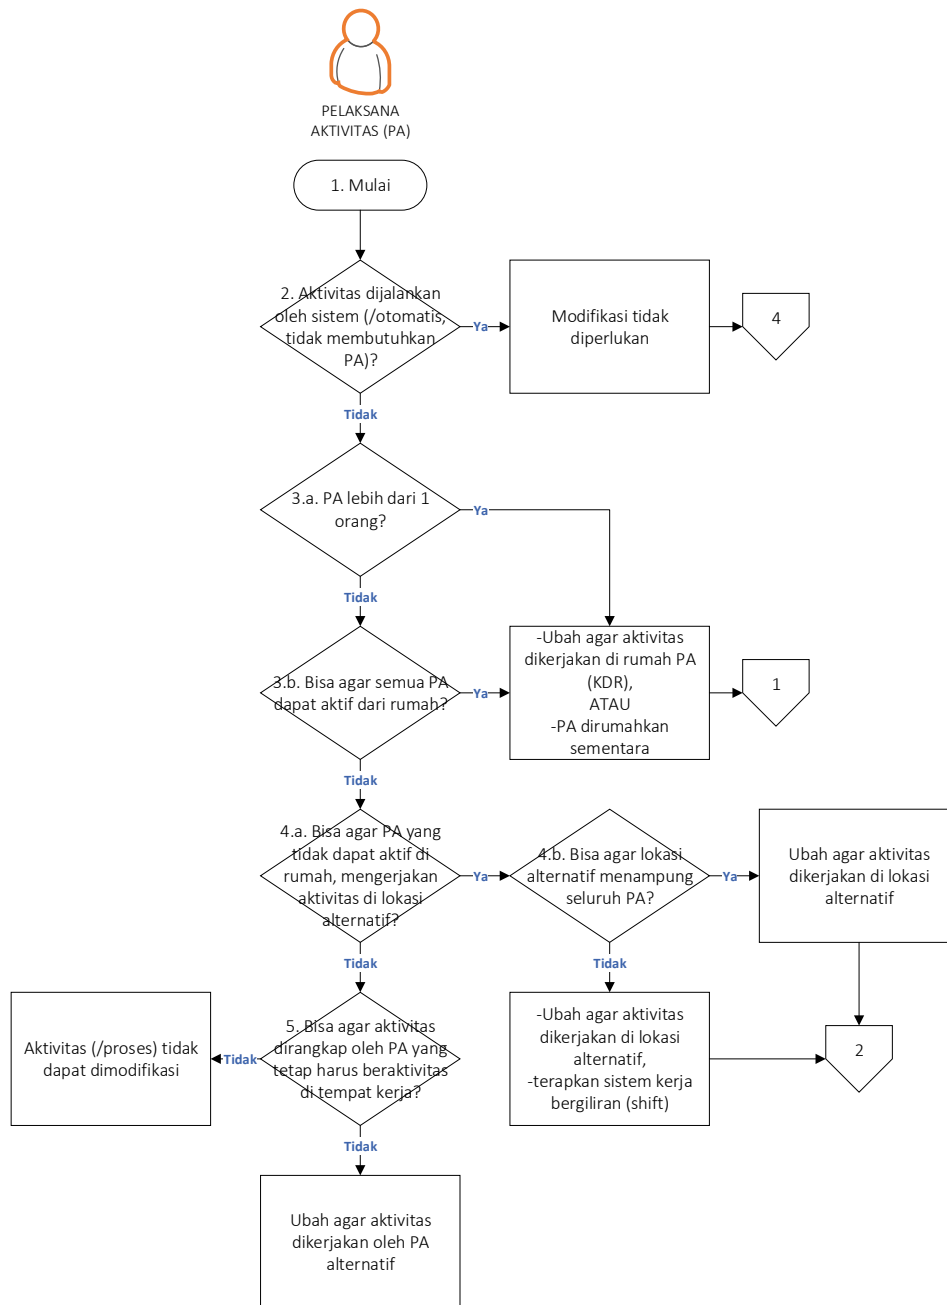 PELAKSANA
AKTIVITAS (PA)
1. Mulai
2. Aktivitas dijalankan
oleh sistem (/otomatis,
tidak membutuhkan
PA)?
Ya
Modifikasi tidak
diperlukan
4
Tidak
3.a. PA lebih dari 1
orang?
Ya
Tidak
3.b. Bisa agar semua PA
dapat aktif dari rumah?
Ya
-Ubah agar aktivitas
dikerjakan di rumah PA
(KDR),
ATAU
-PA dirumahkan
sementara
1
Tidak
4.a. Bisa agar PA yang
tidak dapat aktif di
rumah, mengerjakan
aktivitas di lokasi
alternatif?
Ya
4.b. Bisa agar lokasi
alternatif menampung
seluruh PA?
Ya
Ubah agar aktivitas
dikerjakan di lokasi
alternatif
Tidak
Tidak
Aktivitas (/proses) tidak
dapat dimodifikasi
Tidak
5. Bisa agar aktivitas
dirangkap oleh PA yang
tetap harus beraktivitas
di tempat kerja?
-Ubah agar aktivitas
dikerjakan di lokasi
alternatif,
-terapkan sistem kerja
bergiliran (shift)
2
Tidak
Ubah agar aktivitas
dikerjakan oleh PA
alternatif